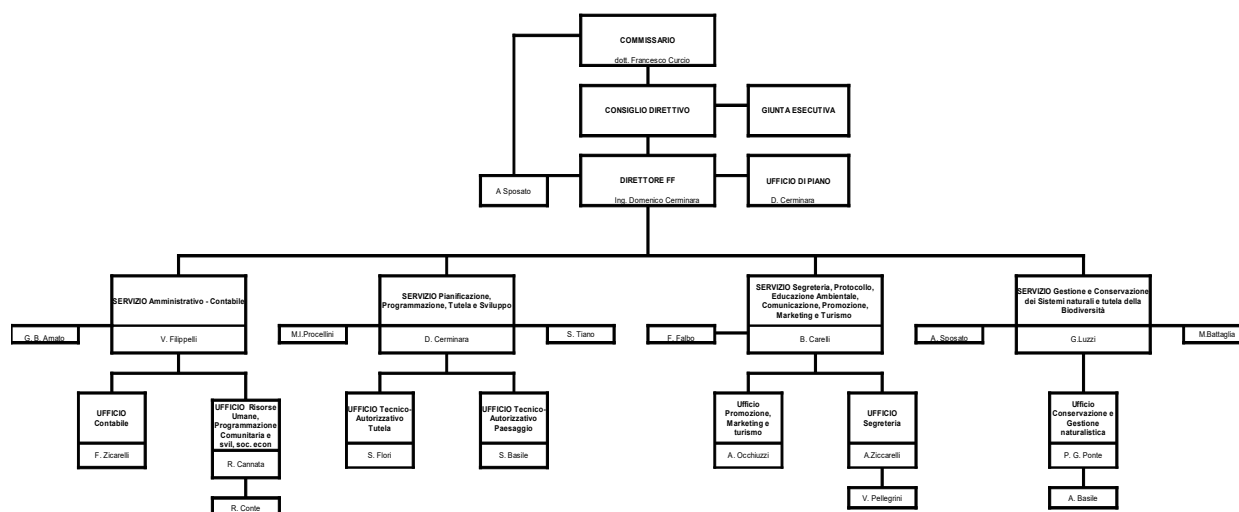 COMMISSARIO
dott. Francesco Curcio
CONSIGLIO DIRETTIVO
GIUNTA ESECUTIVA
DIRETTORE FF
Ing. Domenico Cerminara
UFFICIO DI PIANO
D. Cerminara
A Sposato
SERVIZIO Amministrativo - Contabile
V. Filippelli
G. B. Amato
SERVIZIO Pianificazione,
Programmazione, Tutela e Sviluppo
D. Cerminara
M.I.Procellini
S. Tiano
SERVIZIO Segreteria, Protocollo,
Educazione Ambientale,
Comunicazione, Promozione,
Marketing e Turismo
B. Carelli
F. Falbo
SERVIZIO Gestione e Conservazione
dei Sistemi naturali e tutela della
Biodiversità
G.Luzzi
A. Sposato
M.Battaglia
UFFICIO
Contabile
F. Zicarelli
UFFICIO Risorse
Umane,
Programmazione
Comunitaria e
svil, soc. econ
R. Cannata
R. Conte
UFFICIO Tecnico-
Autorizzativo
Tutela
S. Flori
UFFICIO Tecnico-
Autorizzativo
Paesaggio
S. Basile
Ufficio
Promozione,
Marketing e
turismo
A. Occhiuzzi
UFFICIO
Segreteria
A.Ziccarelli
V. Pellegrini
Ufficio
Conservazione e
Gestione
naturalistica
P. G. Ponte
A. Basile